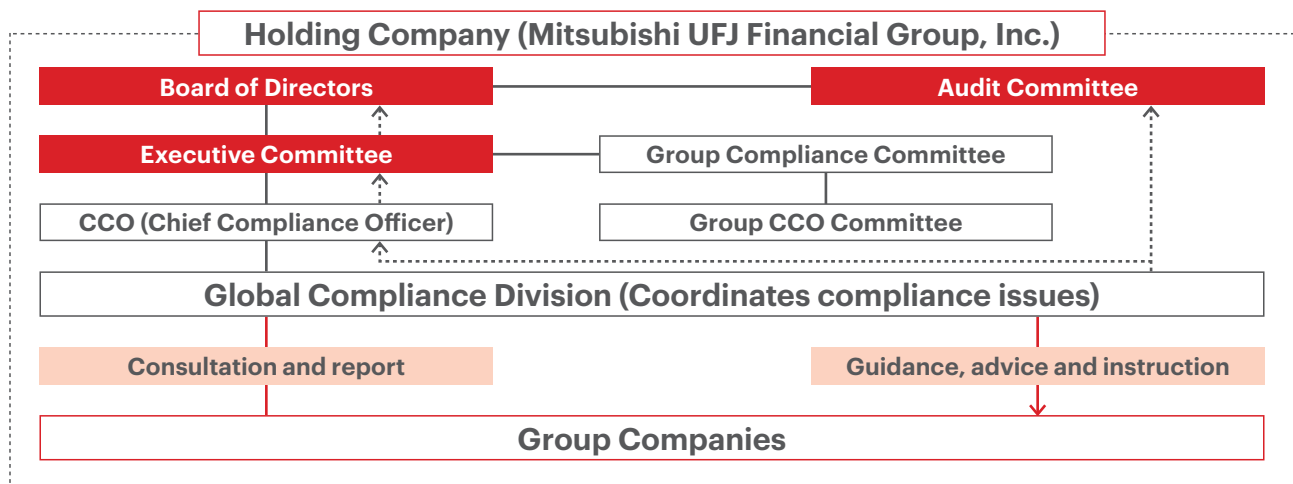 Holding Company (Mitsubishi UFJ Financial Group, Inc.)
Board of Directors
Audit Committee
Executive Committee
Group Compliance Committee
CCO (Chief Compliance Officer)
Group CCO Committee
Global Compliance Division (Coordinates compliance issues)
Consultation and report
Guidance, advice and instruction
Group Companies